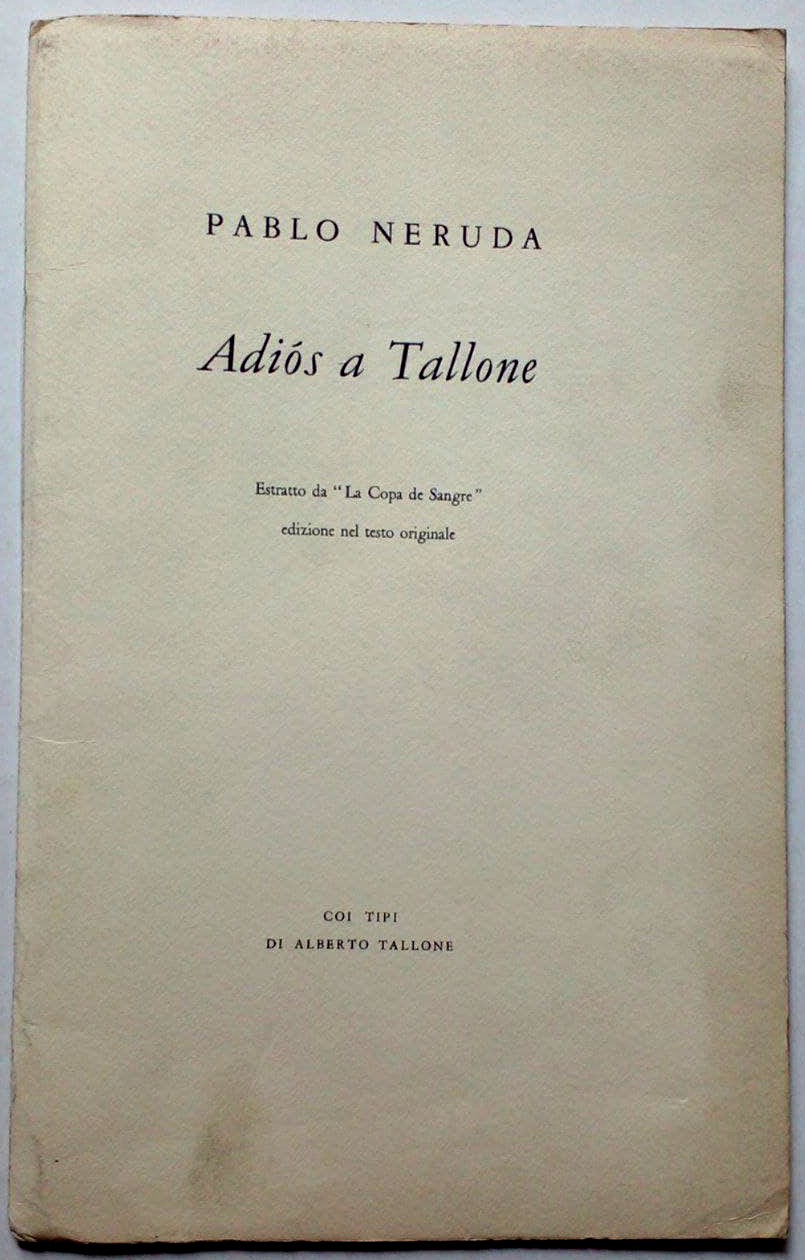 PABLO NERUDA
Adiós a Tallone
Estratto da “La Copa de Sangre”
edizione nel testo originale
COI TIPI
DI ALBERTO TALLONE